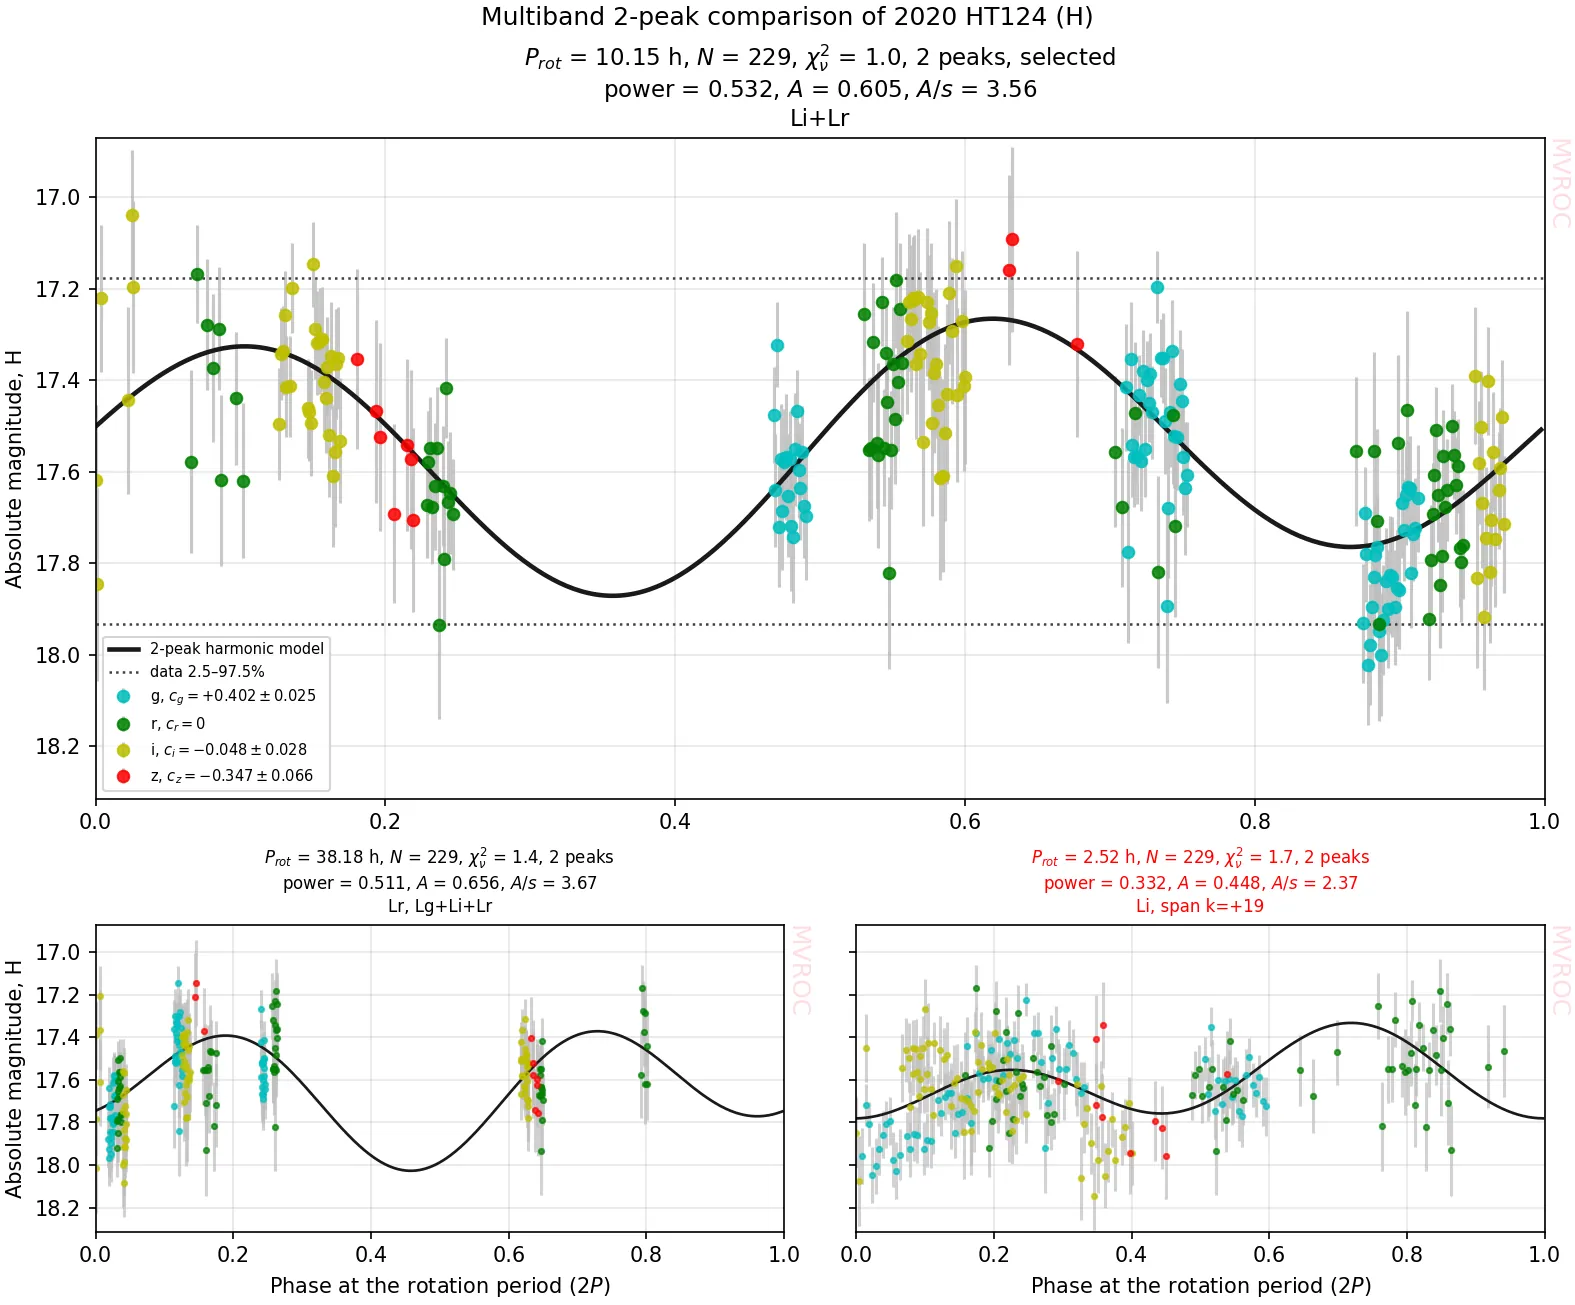 Multiband 2-peak comparison of 2020 HT124 (H)
P_rot = 10.15 h, N = 229, χ²_ν = 1.0, 2 peaks, selected
power = 0.532, A = 0.605, A/s = 3.56
Li+Lr
MVROC
Absolute magnitude, H
17.0
17.2
17.4
17.6
17.8
18.0
18.2
2-peak harmonic model
data 2.5–97.5%
g, c_g = +0.402 ± 0.025
r, c_r = 0
i, c_i = −0.048 ± 0.028
z, c_z = −0.347 ± 0.066
0.0 0.2 0.4 0.6 0.8 1.0
P_rot = 38.18 h, N = 229, χ²_ν = 1.4, 2 peaks
power = 0.511, A = 0.656, A/s = 3.67
Lr, Lg+Li+Lr
MVROC
Absolute magnitude, H
17.0
17.2
17.4
17.6
17.8
18.0
18.2
0.0 0.2 0.4 0.6 0.8 1.0
Phase at the rotation period (2P)
P_rot = 2.52 h, N = 229, χ²_ν = 1.7, 2 peaks
power = 0.332, A = 0.448, A/s = 2.37
Li, span k=+19
MVROC
0.0 0.2 0.4 0.6 0.8 1.0
Phase at the rotation period (2P)